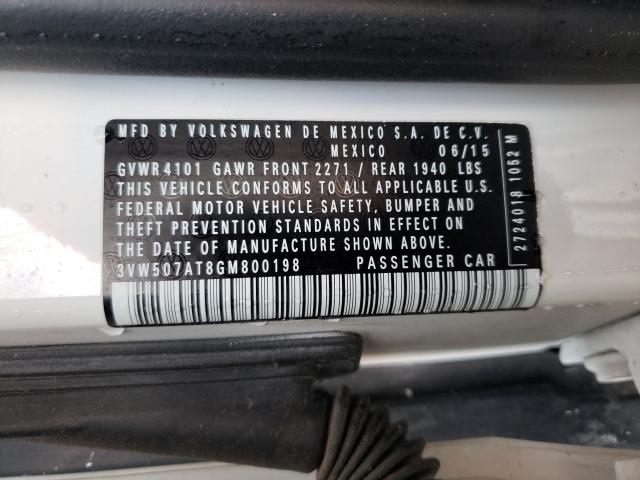 MFD BY VOLKSWAGEN DE MEXICO S.A. DE C.V.
MEXICO 06/15
GVWR 4101 GAWR FRONT 2271 / REAR 1940 LBS
THIS VEHICLE CONFORMS TO ALL APPLICABLE U.S.
FEDERAL MOTOR VEHICLE SAFETY, BUMPER AND
THEFT PREVENTION STANDARDS IN EFFECT ON
THE DATE OF MANUFACTURE SHOWN ABOVE.
3VW507AT8GM800198 PASSENGER CAR
2724018 1052 M